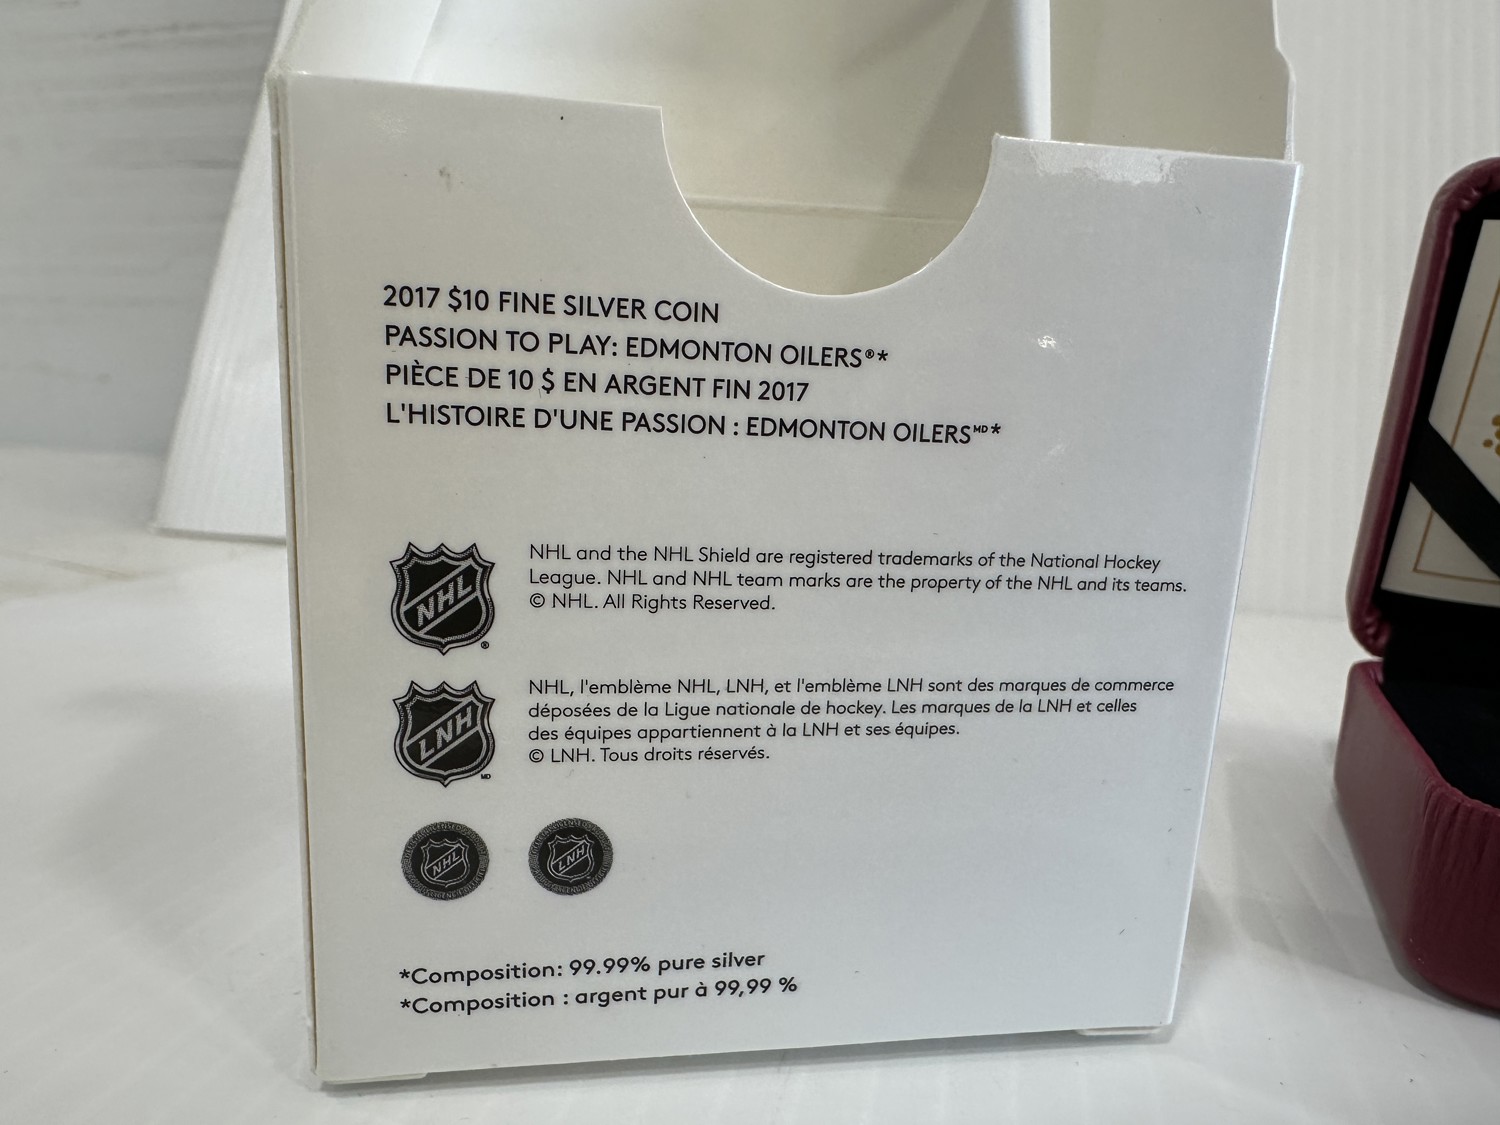 2017 $10 FINE SILVER COIN
PASSION TO PLAY: EDMONTON OILERS®*
PIÈCE DE 10 $ EN ARGENT FIN 2017
L'HISTOIRE D'UNE PASSION : EDMONTON OILERSᴹᴰ*
NHL
®
NHL and the NHL Shield are registered trademarks of the National Hockey
League. NHL and NHL team marks are the property of the NHL and its teams.
© NHL. All Rights Reserved.
LNH
MD
NHL, l'emblème NHL, LNH, et l'emblème LNH sont des marques de commerce
déposées de la Ligue nationale de hockey. Les marques de la LNH et celles
des équipes appartiennent à la LNH et ses équipes.
© LNH. Tous droits réservés.
NHL
LNH
*Composition: 99.99% pure silver
*Composition : argent pur à 99,99 %